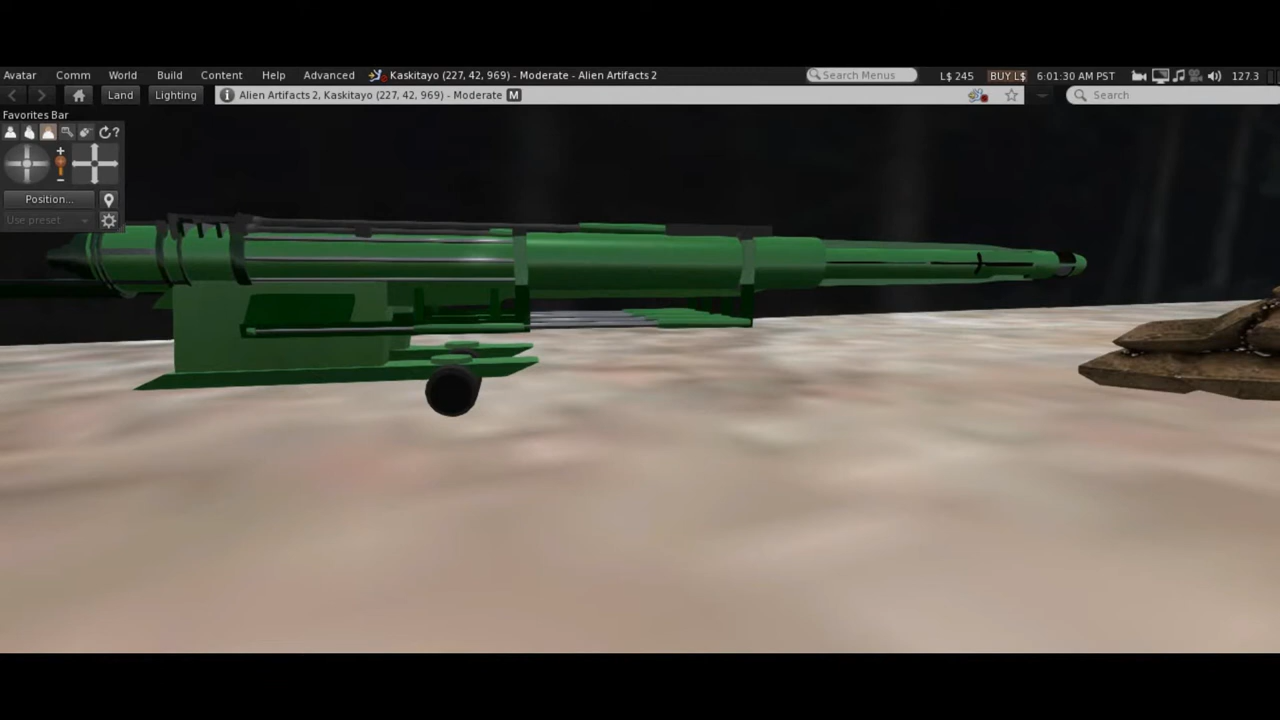 Avatar Comm World Build Content Help Advanced Kaskitayo (227, 42, 969) - Moderate - Alien Artifacts 2 Search Menus L$ 245 BUY L$ 6:01:30 AM PST 127.3
Land Lighting Alien Artifacts 2, Kaskitayo (227, 42, 969) - Moderate M Search
Favorites Bar
?
+
−
Position...
Use preset